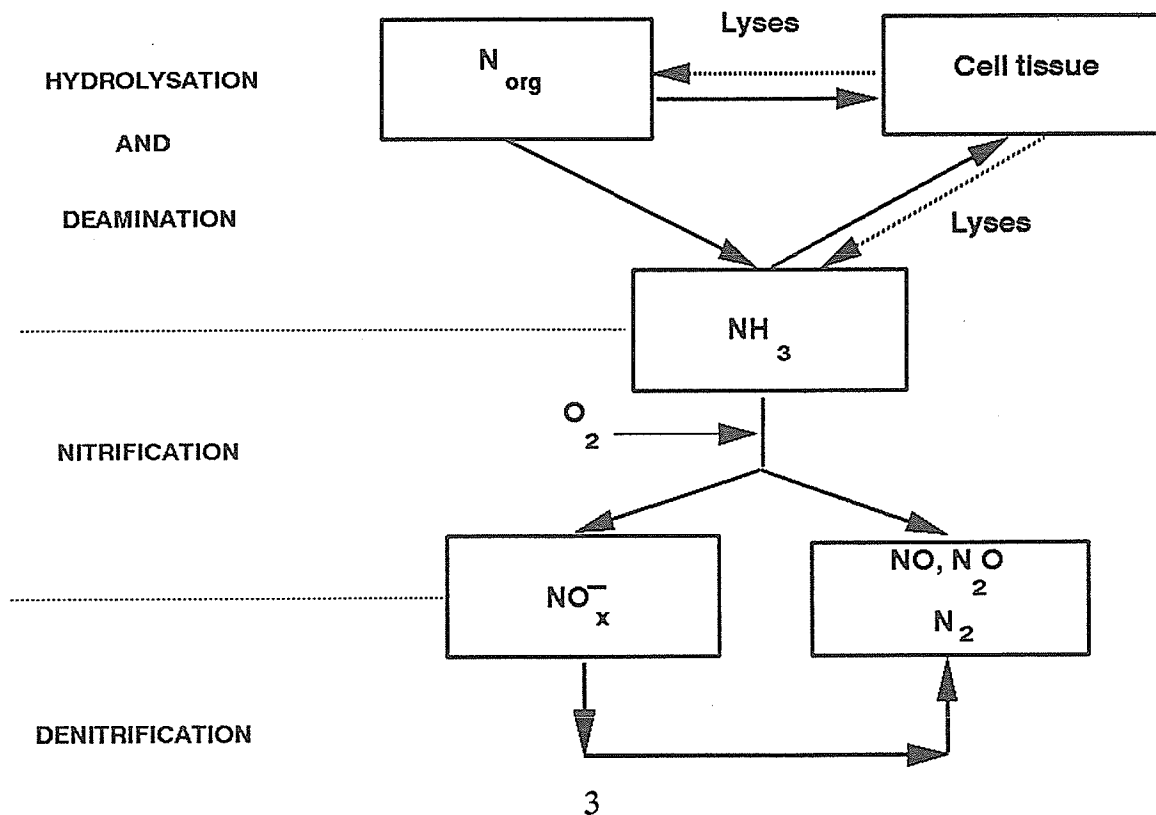 Lyses
HYDROLYSATION
AND
DEAMINATION
N org
Cell tissue
Lyses
NH 3
O 2
NITRIFICATION
NO x −
NO, N 2 O
N 2
DENITRIFICATION
3